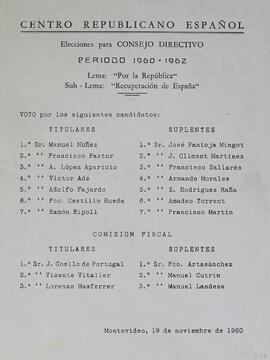 CENTRO REPUBLICANO ESPAÑOL
Elecciones para CONSEJO DIRECTIVO
PERIODO 1960-1962
Lema: "Por la República"
Sub - Lema: "Recuperación de España"
VOTO por los siguientes candidatos:
TITULARES SUPLENTES
1.º Sr. Manuel Núñez 1.º Sr. José Pantoja Mingot
2.º '' Francisco Pastor 2.º '' J. Climent Martínez
3.º '' A. López Aparicio 3.º '' Francisco Sallarés
4.º '' Victor Adé 4.º '' Armando Morales
5.º '' Adolfo Fajardo 5.º '' S. Rodríguez Raña
6.º '' Fco. Castillo Rueda 6.º '' Amadeo Torrent
7.º '' Ramón Ripoll 7.º '' Francisco Martín
COMISION FISCAL
TITULARES SUPLENTES
1.º Sr. J. Coello de Portugal 1.º Sr. Fco. Artasánchez
2.º '' Vicente Vitaller 2.º '' Manuel Cutrín
3.º '' Lorenzo Masferrer 3.º '' Manuel Landesa
Montevideo, 19 de noviembre de 1960